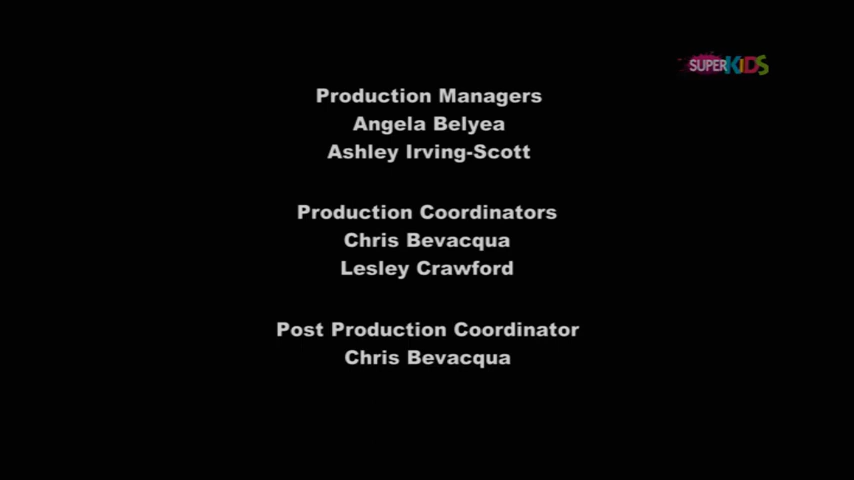 SUPERKIDS
Production Managers
Angela Belyea
Ashley Irving-Scott
Production Coordinators
Chris Bevacqua
Lesley Crawford
Post Production Coordinator
Chris Bevacqua